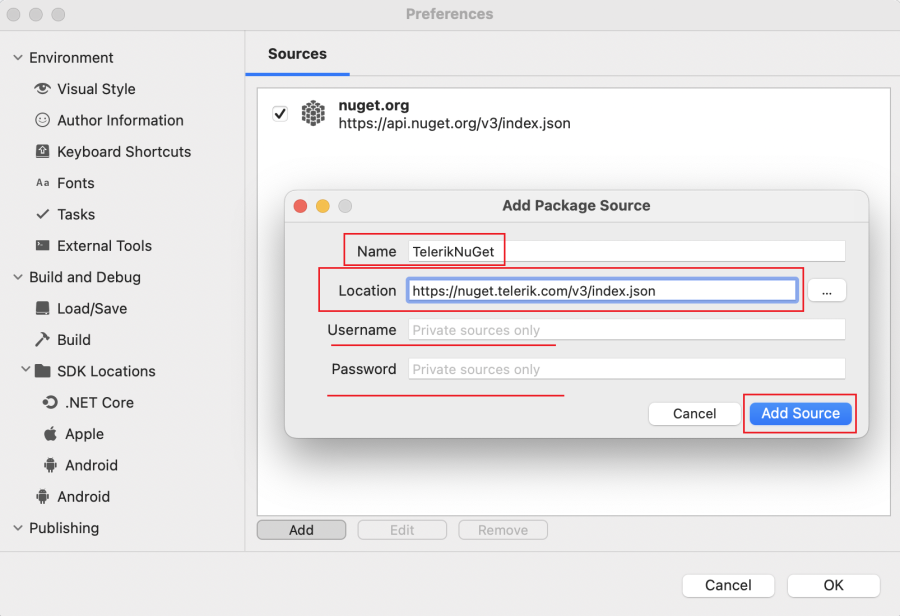 Preferences
Environment
Visual Style
Author Information
Keyboard Shortcuts
Aa Fonts
Tasks
External Tools
Build and Debug
Load/Save
Build
SDK Locations
.NET Core
Apple
Android
Android
Publishing
Sources
nuget.org
https://api.nuget.org/v3/index.json
Add Package Source
Name TelerikNuGet
Location https://nuget.telerik.com/v3/index.json ...
Username Private sources only
Password Private sources only
Cancel Add Source
Add Edit Remove
Cancel OK